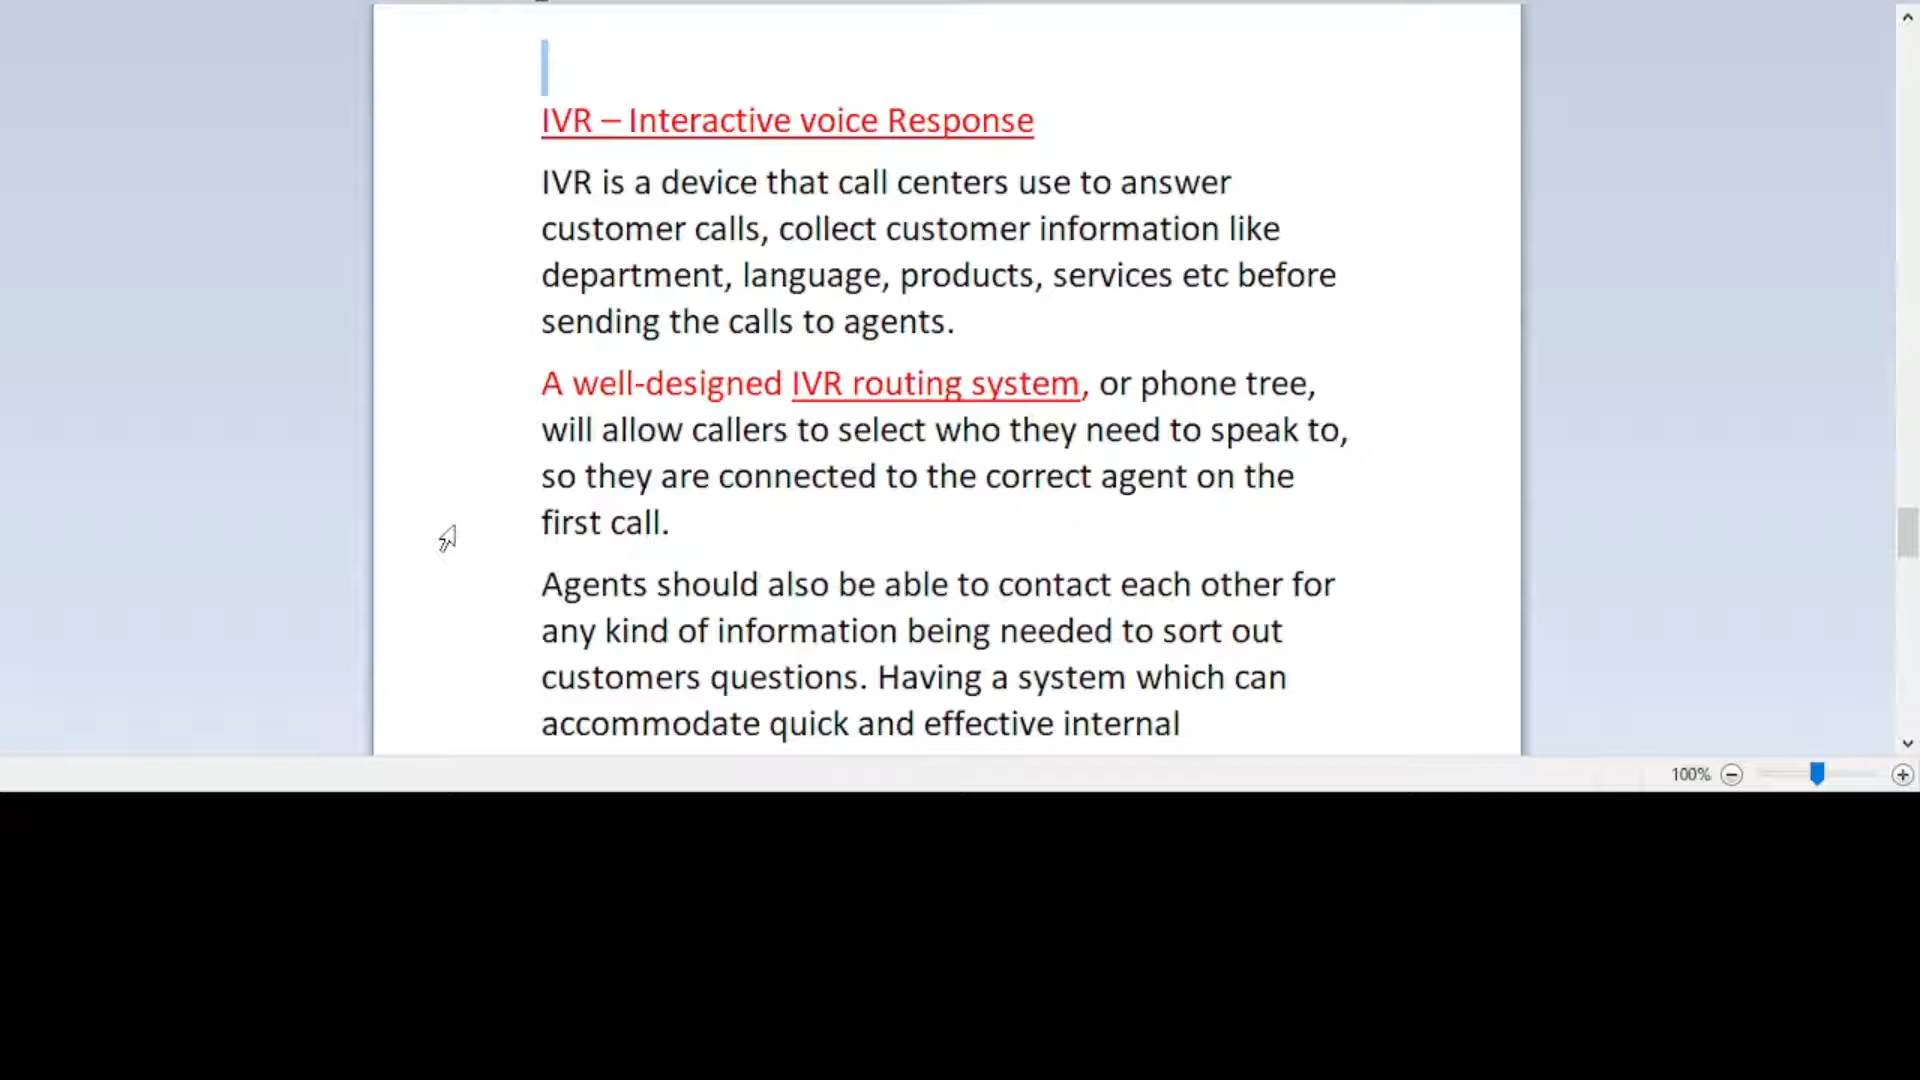 IVR – Interactive voice Response
IVR is a device that call centers use to answer
customer calls, collect customer information like
department, language, products, services etc before
sending the calls to agents.
A well-designed IVR routing system, or phone tree,
will allow callers to select who they need to speak to,
so they are connected to the correct agent on the
first call.
Agents should also be able to contact each other for
any kind of information being needed to sort out
customers questions. Having a system which can
accommodate quick and effective internal
100%